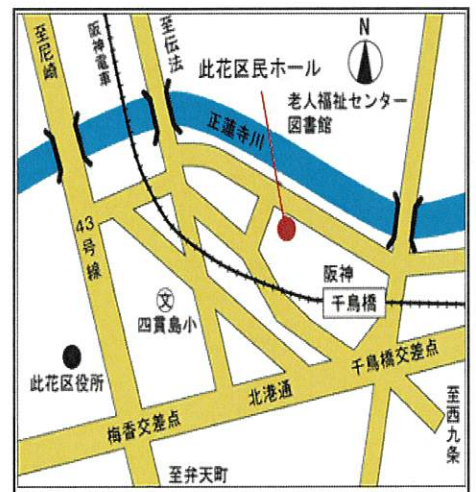 至尼崎
阪神電車
至伝法
N
此花区民ホール
老人福祉センター
図書館
正蓮寺川
43号線
阪神
千鳥橋
文
四貫島小
此花区役所
千鳥橋交差点
北港通
梅香交差点
至西九条
至弁天町